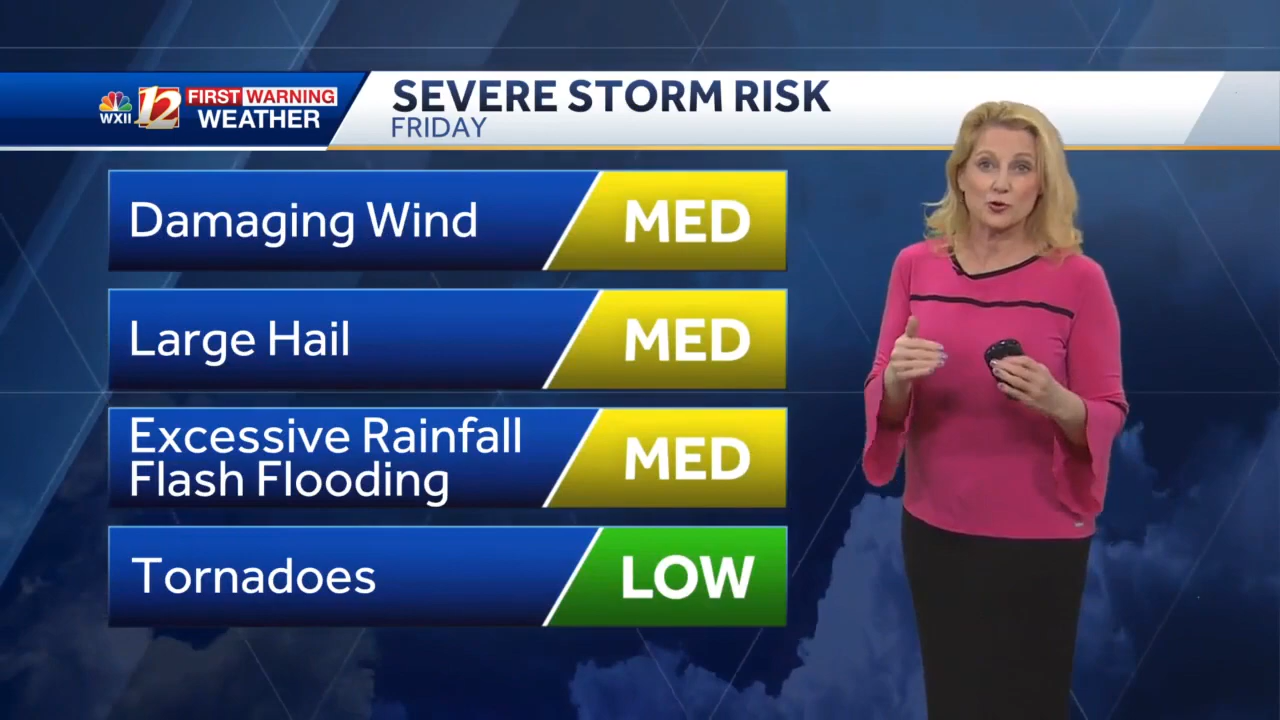 WXII 12 FIRST WARNING
WEATHER
SEVERE STORM RISK
FRIDAY
Damaging Wind MED
Large Hail MED
Excessive Rainfall
Flash Flooding MED
Tornadoes LOW